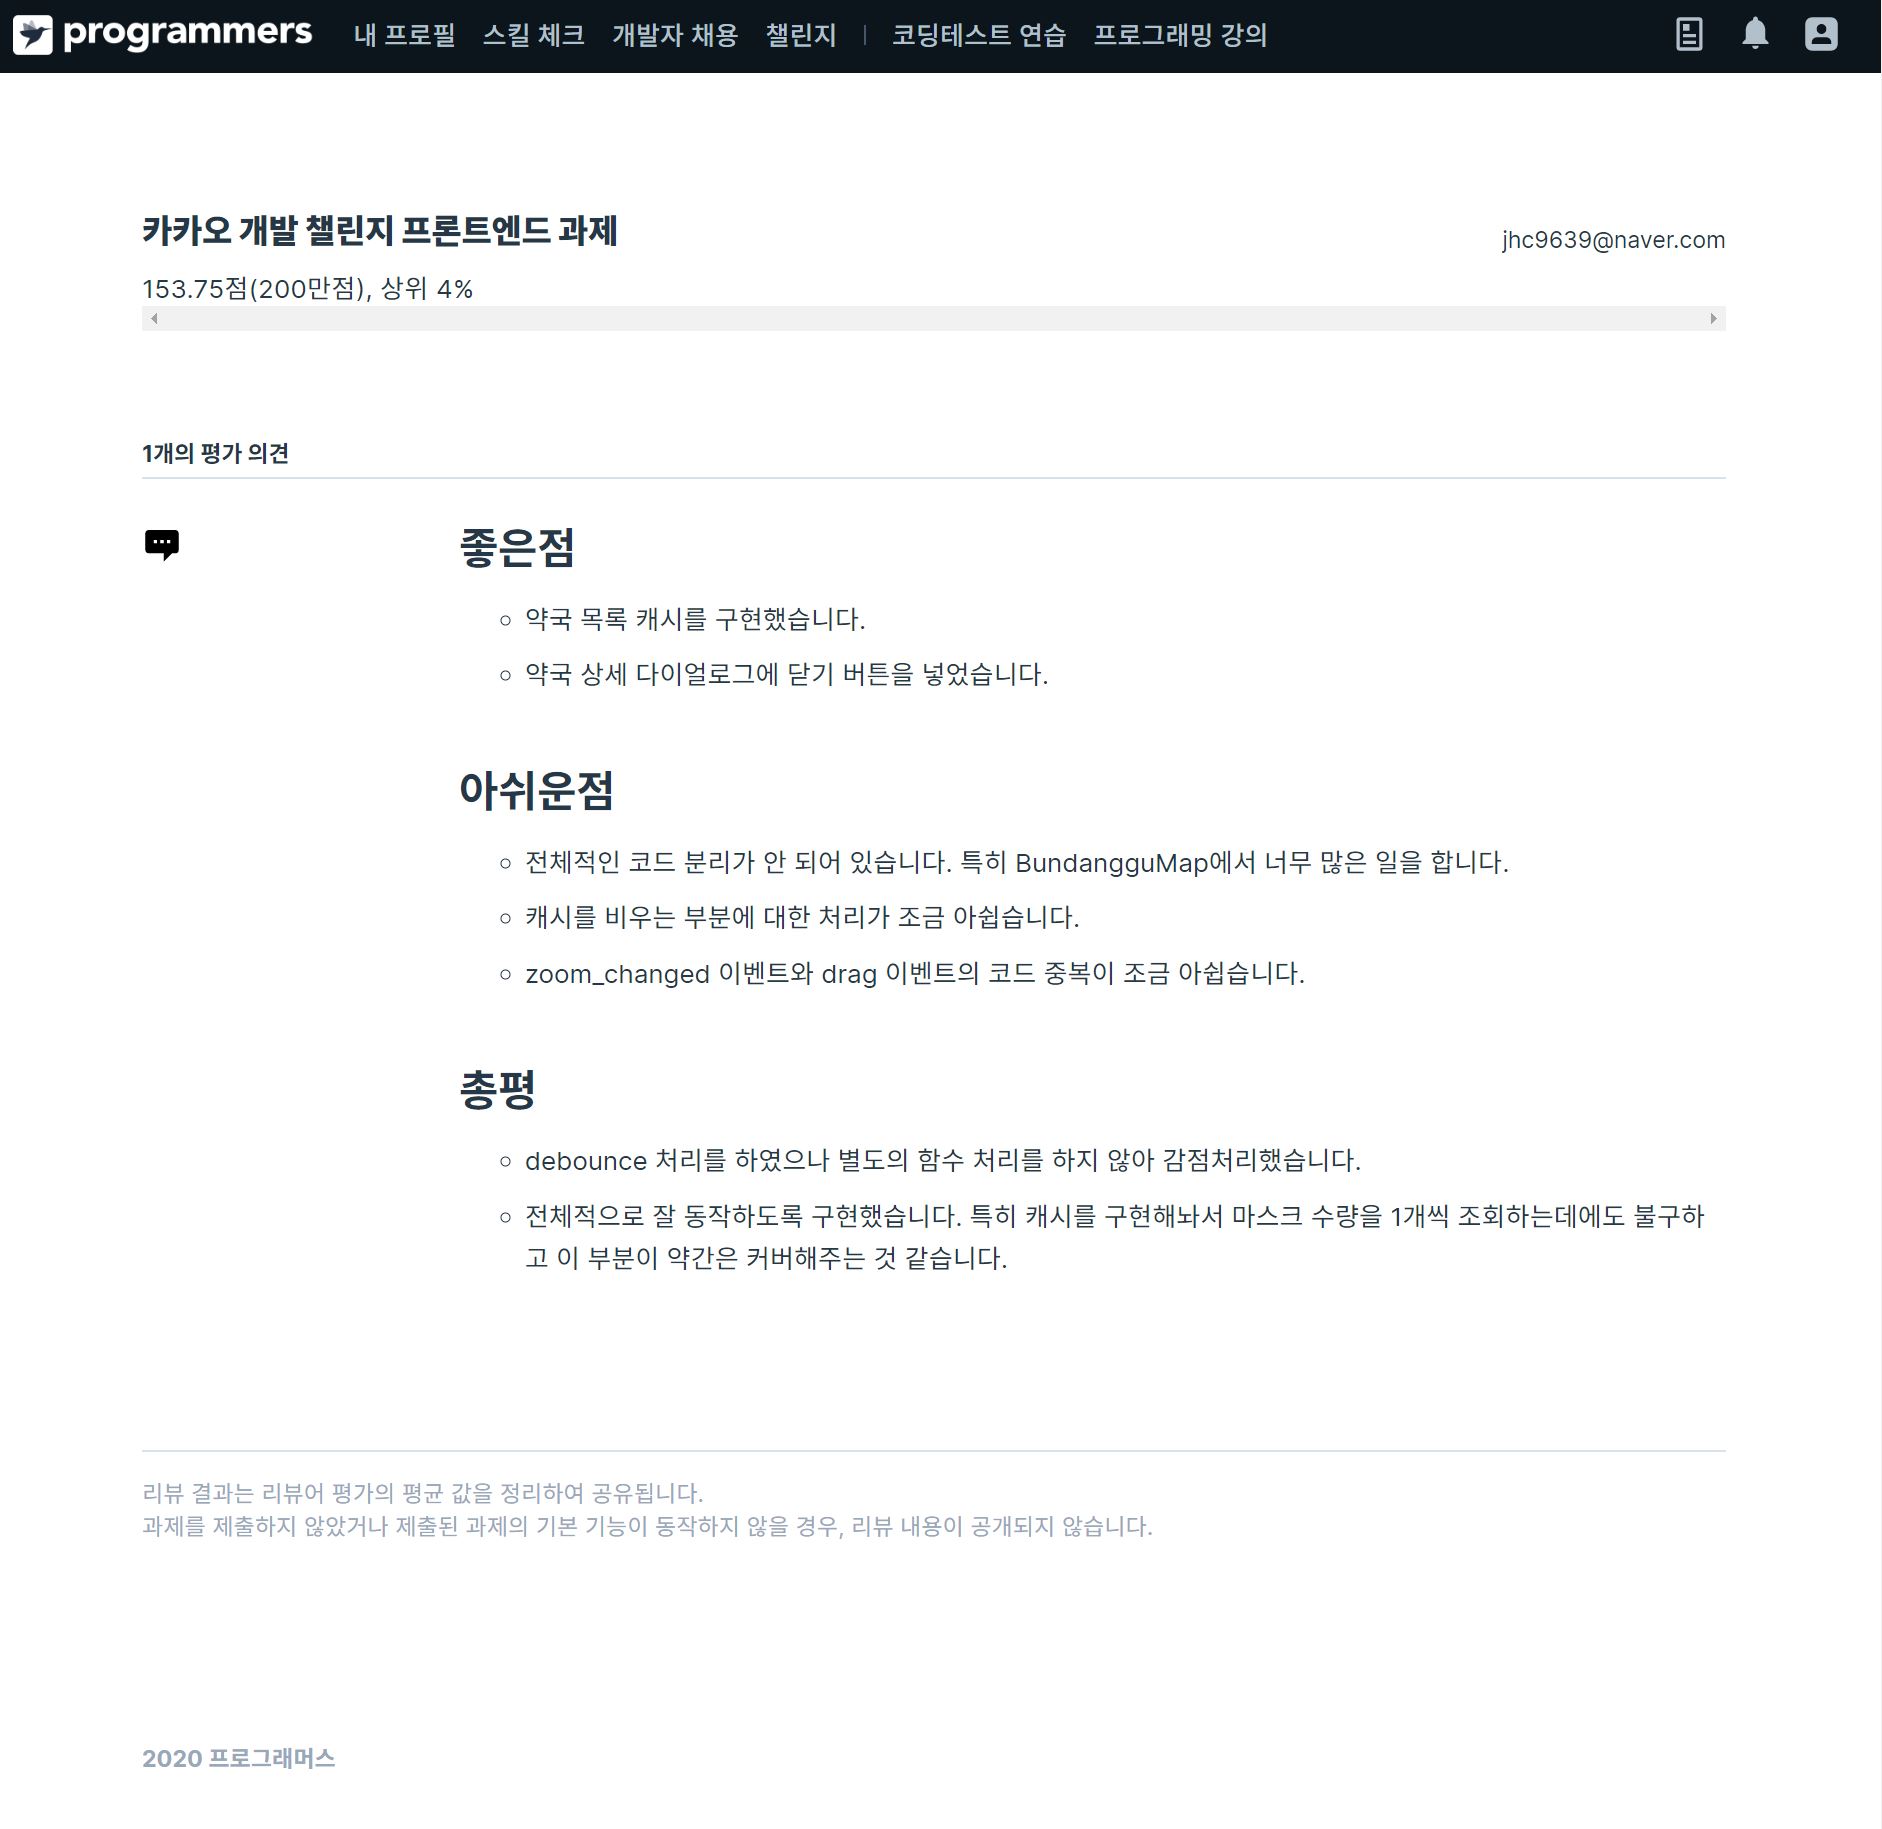 programmers 내 프로필 스킬 체크 개발자 채용 챌린지 | 코딩테스트 연습 프로그래밍 강의
카카오 개발 챌린지 프론트엔드 과제
jhc9639@naver.com
153.75점(200만점), 상위 4%
1개의 평가 의견
좋은점
약국 목록 캐시를 구현했습니다.
약국 상세 다이얼로그에 닫기 버튼을 넣었습니다.
아쉬운점
전체적인 코드 분리가 안 되어 있습니다. 특히 BundangguMap에서 너무 많은 일을 합니다.
캐시를 비우는 부분에 대한 처리가 조금 아쉽습니다.
zoom_changed 이벤트와 drag 이벤트의 코드 중복이 조금 아쉽습니다.
총평
debounce 처리를 하였으나 별도의 함수 처리를 하지 않아 감점처리했습니다.
전체적으로 잘 동작하도록 구현했습니다. 특히 캐시를 구현해놔서 마스크 수량을 1개씩 조회하는데에도 불구하
고 이 부분이 약간은 커버해주는 것 같습니다.
리뷰 결과는 리뷰어 평가의 평균 값을 정리하여 공유됩니다.
과제를 제출하지 않았거나 제출된 과제의 기본 기능이 동작하지 않을 경우, 리뷰 내용이 공개되지 않습니다.
2020 프로그래머스